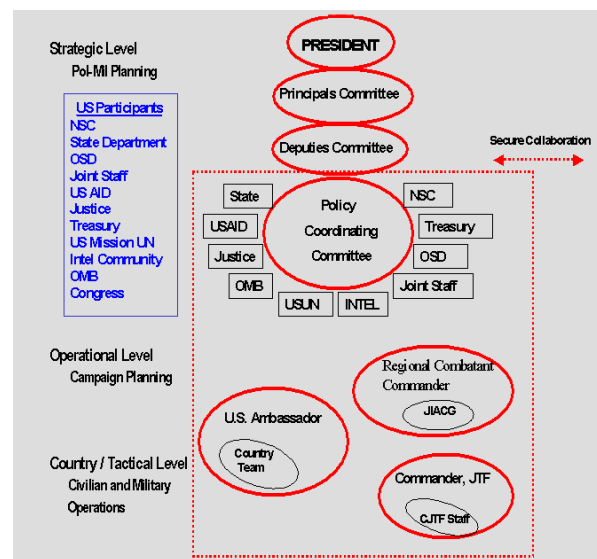 Strategic Level
Pol-Mil Planning
US Participants
NSC
State Department
OSD
Joint Staff
US AID
Justice
Treasury
US Mission UN
Intel Community
OMB
Congress
PRESIDENT
Principals Committee
Deputies Committee
Secure Collaboration
Policy
Coordinating
Committee
State
USAID
Justice
OMB
USUN
INTEL
Joint Staff
OSD
Treasury
NSC
Operational Level
Campaign Planning
Regional Combatant
Commander
JIACG
U.S. Ambassador
Country
Team
Country / Tactical Level
Civilian and Military
Operations
Commander, JTF
CJTF Staff